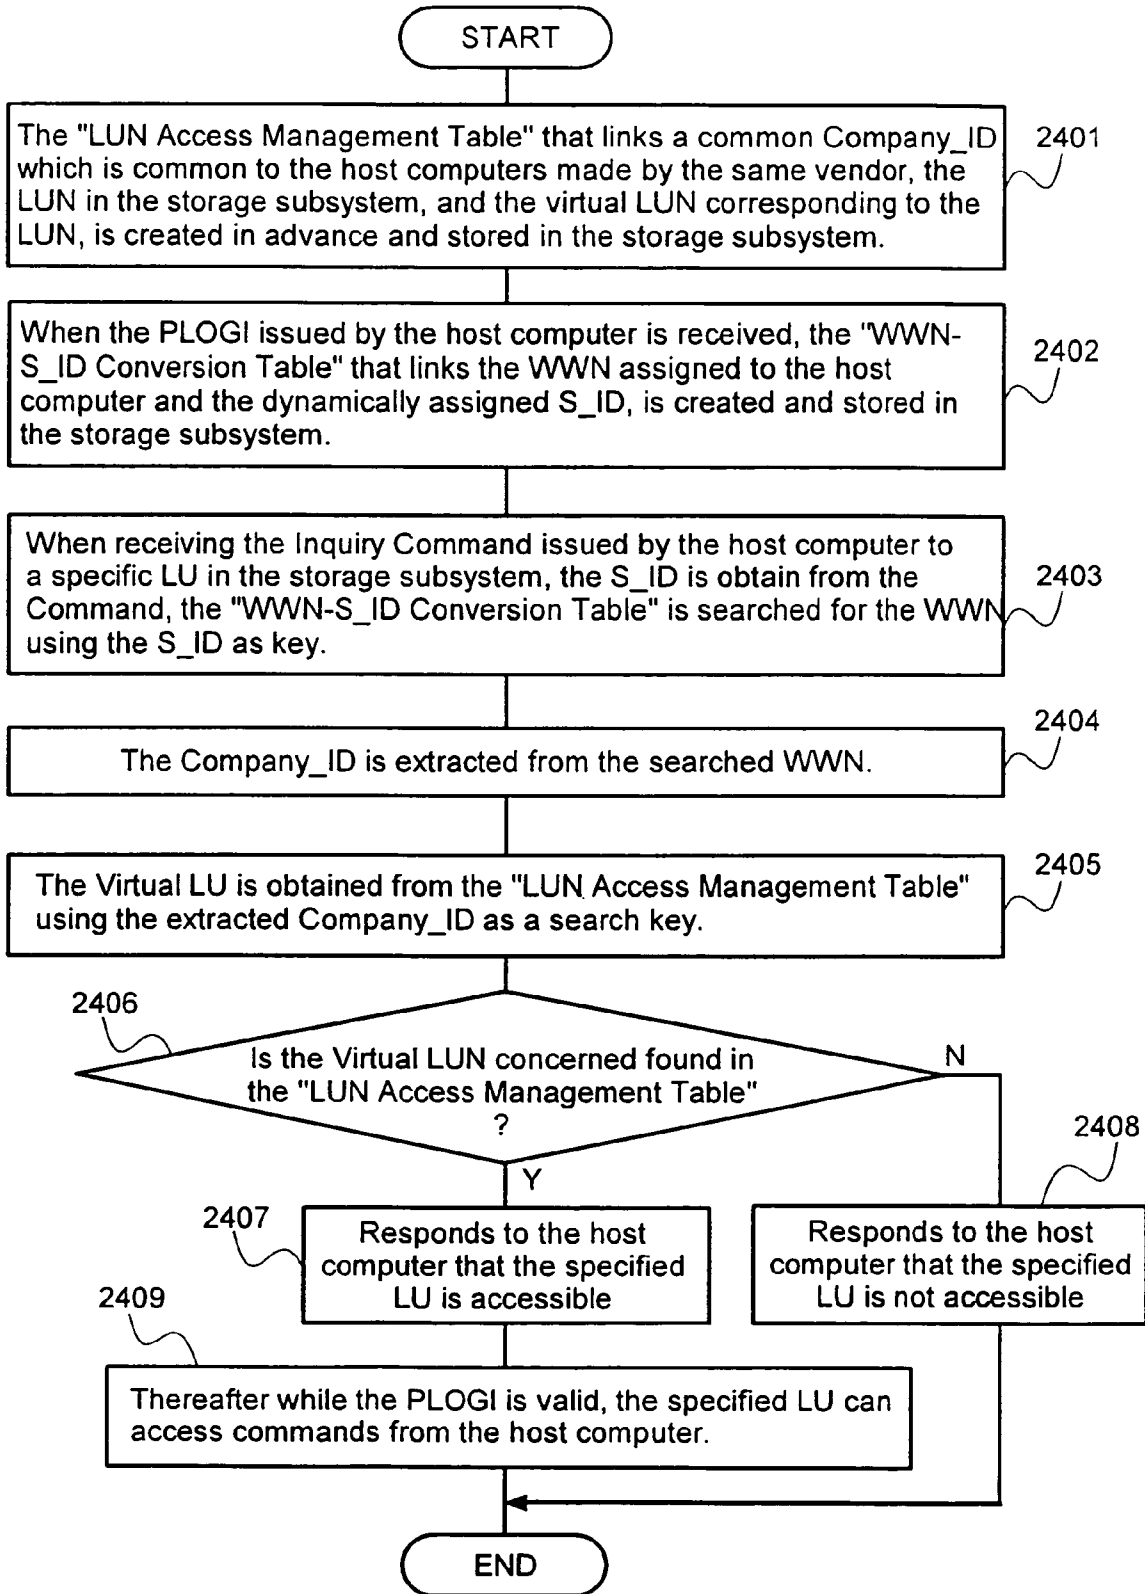 START
The "LUN Access Management Table" that links a common Company_ID
which is common to the host computers made by the same vendor, the
LUN in the storage subsystem, and the virtual LUN corresponding to the
LUN, is created in advance and stored in the storage subsystem.
2401
When the PLOGI issued by the host computer is received, the "WWN-
S_ID Conversion Table" that links the WWN assigned to the host
computer and the dynamically assigned S_ID, is created and stored in
the storage subsystem.
2402
When receiving the Inquiry Command issued by the host computer to
a specific LU in the storage subsystem, the S_ID is obtain from the
Command, the "WWN-S_ID Conversion Table" is searched for the WWN
using the S_ID as key.
2403
2404
The Company_ID is extracted from the searched WWN.
2405
The Virtual LU is obtained from the "LUN Access Management Table"
using the extracted Company_ID as a search key.
2406
Is the Virtual LUN concerned found in
the "LUN Access Management Table"
?
N
Y
2408
2407
Responds to the host
computer that the specified
LU is accessible
Responds to the host
computer that the specified
LU is not accessible
2409
Thereafter while the PLOGI is valid, the specified LU can
access commands from the host computer.
END